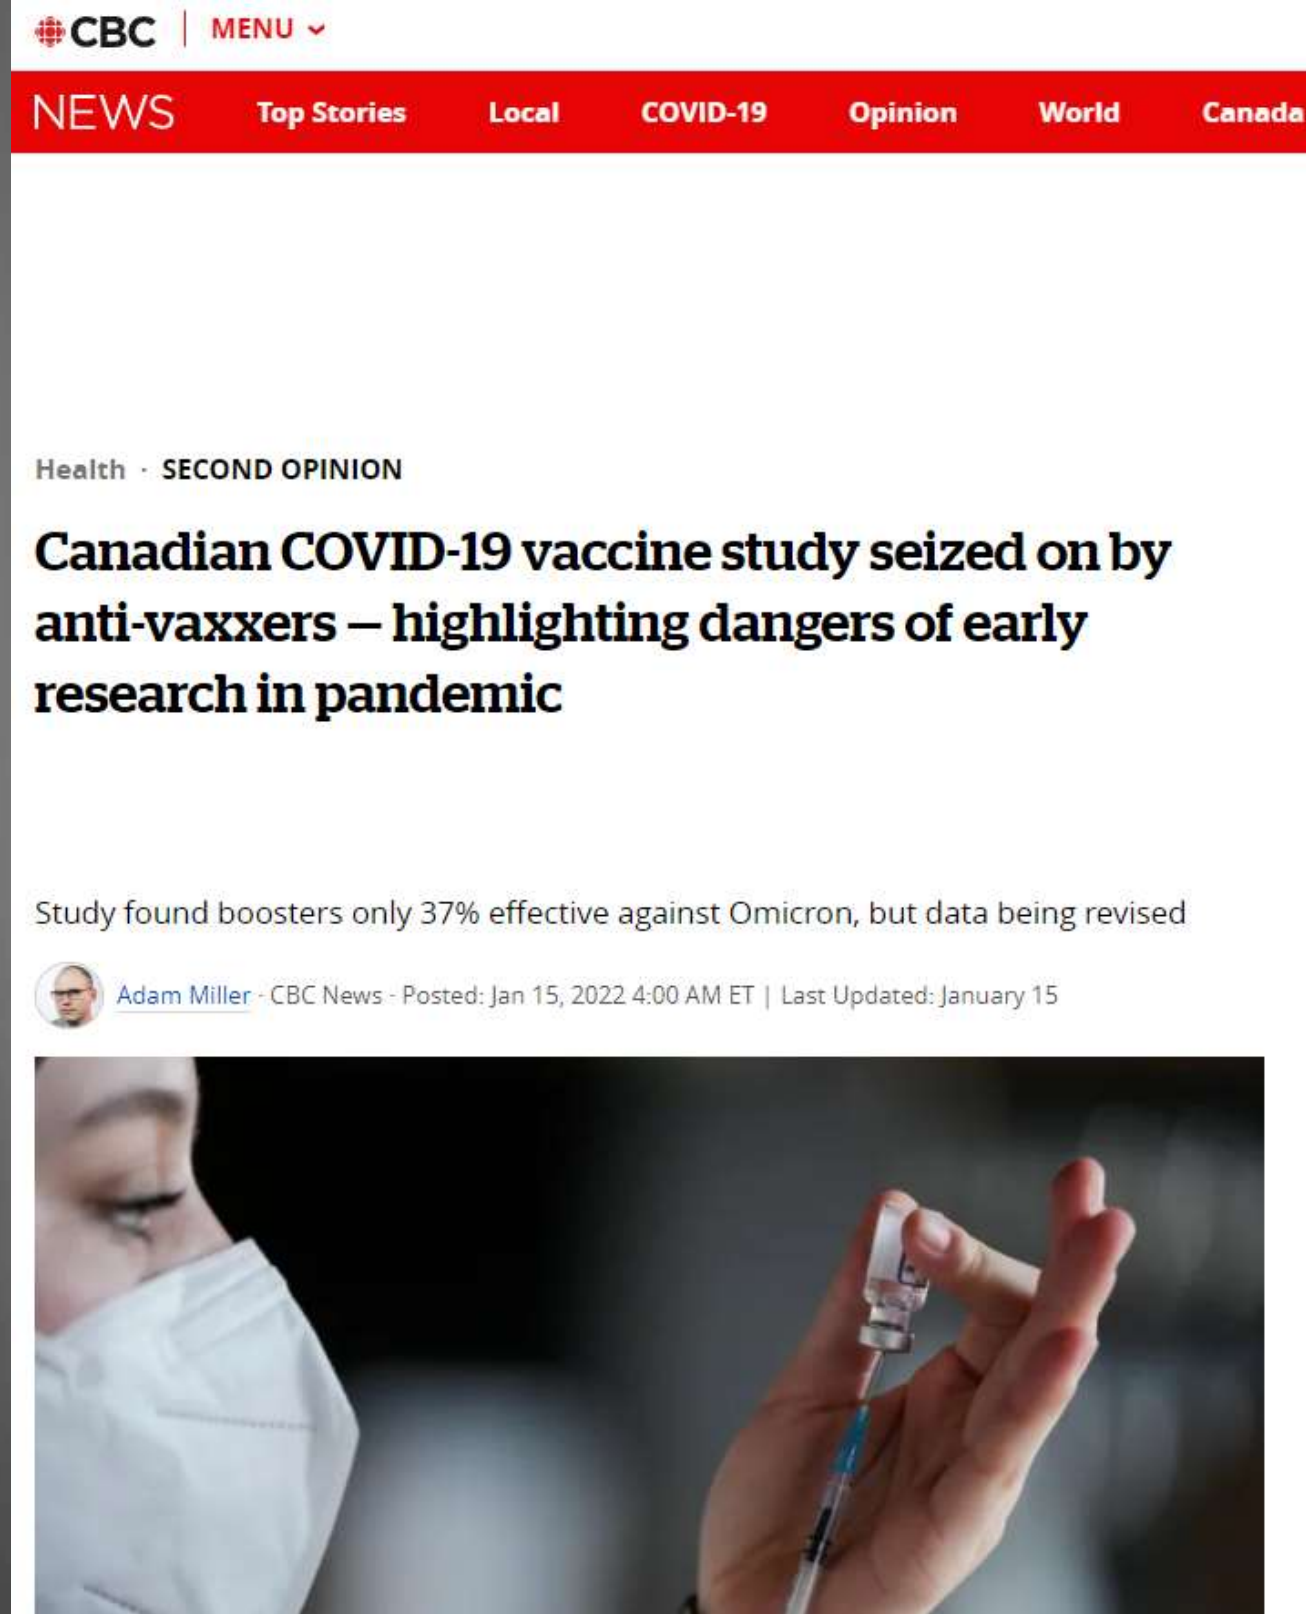 CBC | MENU
NEWS Top Stories Local COVID-19 Opinion World Canada
Health · SECOND OPINION
Canadian COVID-19 vaccine study seized on by
anti-vaxxers — highlighting dangers of early
research in pandemic
Study found boosters only 37% effective against Omicron, but data being revised
Adam Miller · CBC News · Posted: Jan 15, 2022 4:00 AM ET | Last Updated: January 15